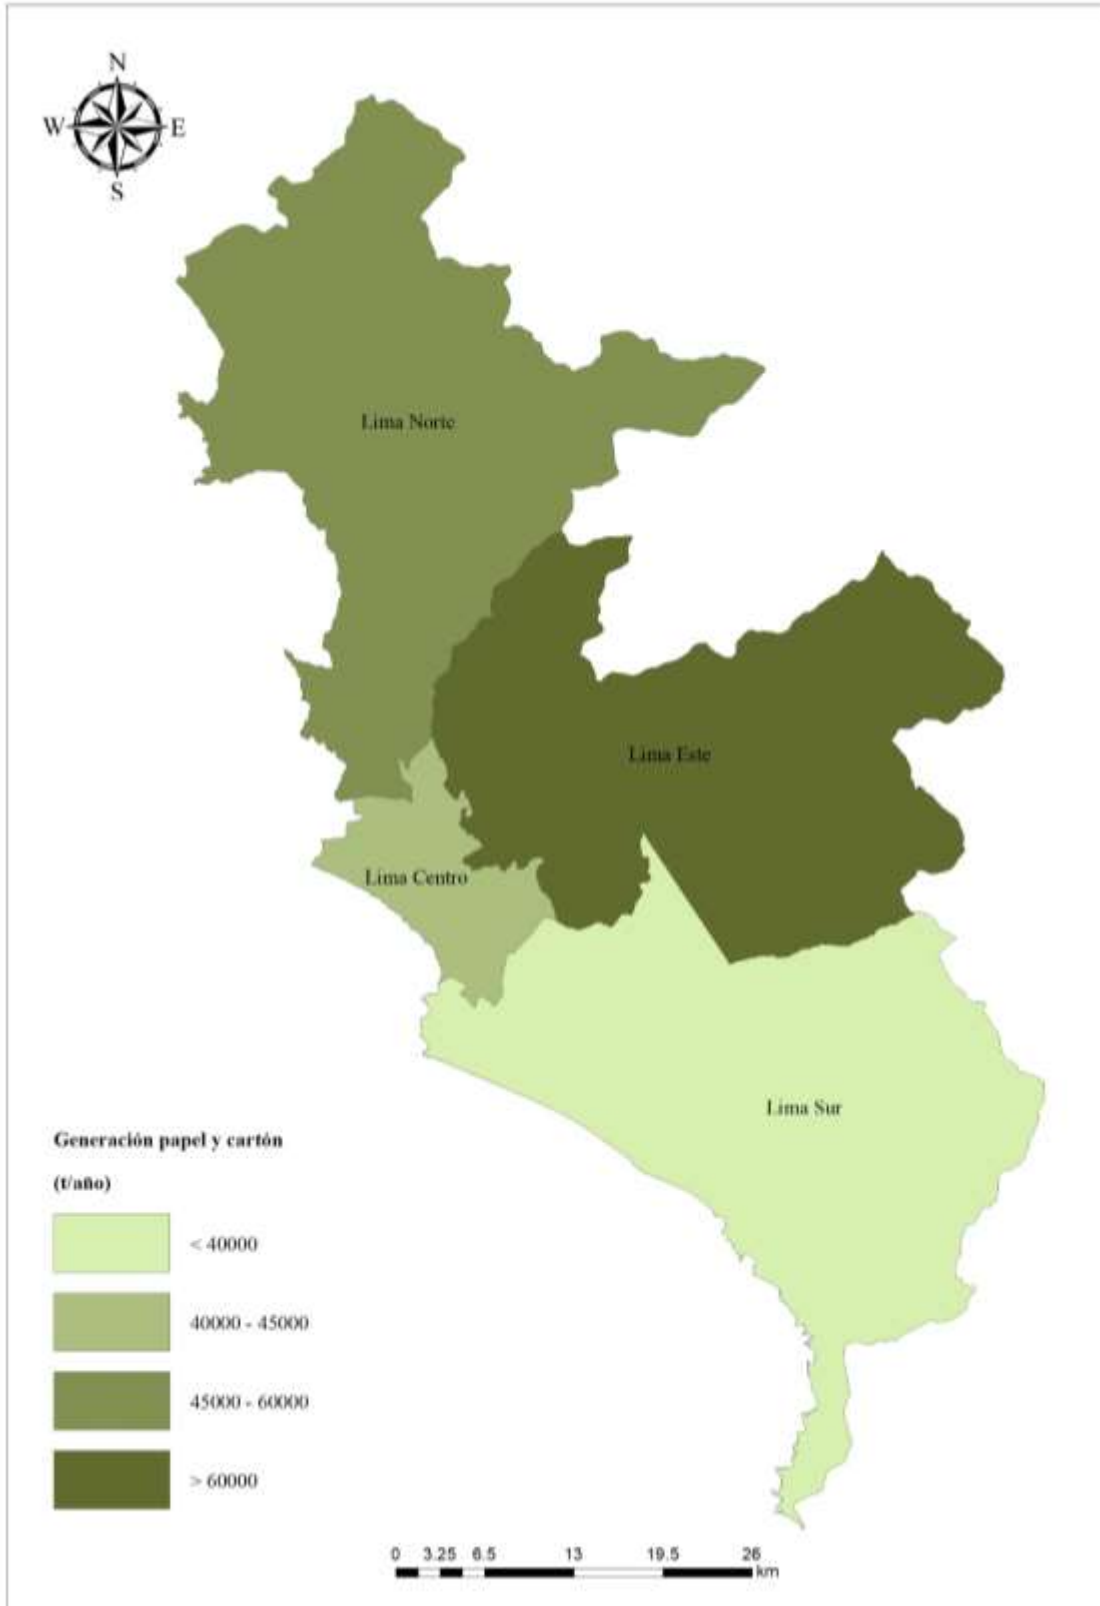 N
W E
S
Lima Norte
Lima Este
Lima Centro
Lima Sur
Generación papel y cartón
(t/año)
< 40000
40000 - 45000
45000 - 60000
> 60000
0 3.25 6.5 13 19.5 26
km